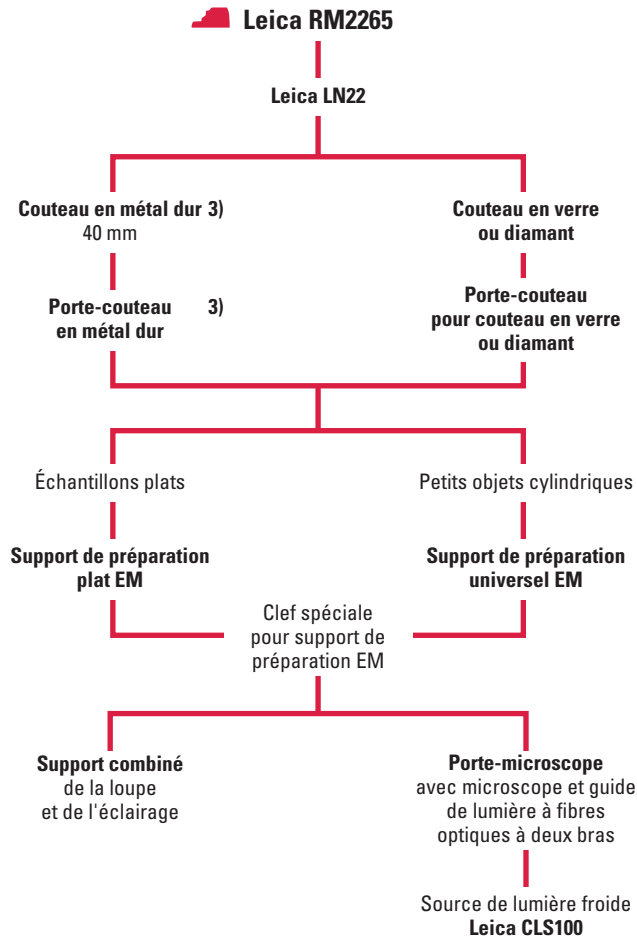 Leica RM2265
Leica LN22
Couteau en métal dur 3)
40 mm
Couteau en verre
ou diamant
Porte-couteau 3)
en métal dur
Porte-couteau
pour couteau en verre
ou diamant
Échantillons plats
Petits objets cylindriques
Support de préparation
plat EM
Support de préparation
universel EM
Clef spéciale
pour support de
préparation EM
Support combiné
de la loupe
et de l'éclairage
Porte-microscope
avec microscope et guide
de lumière à fibres
optiques à deux bras
Source de lumière froide
Leica CLS100